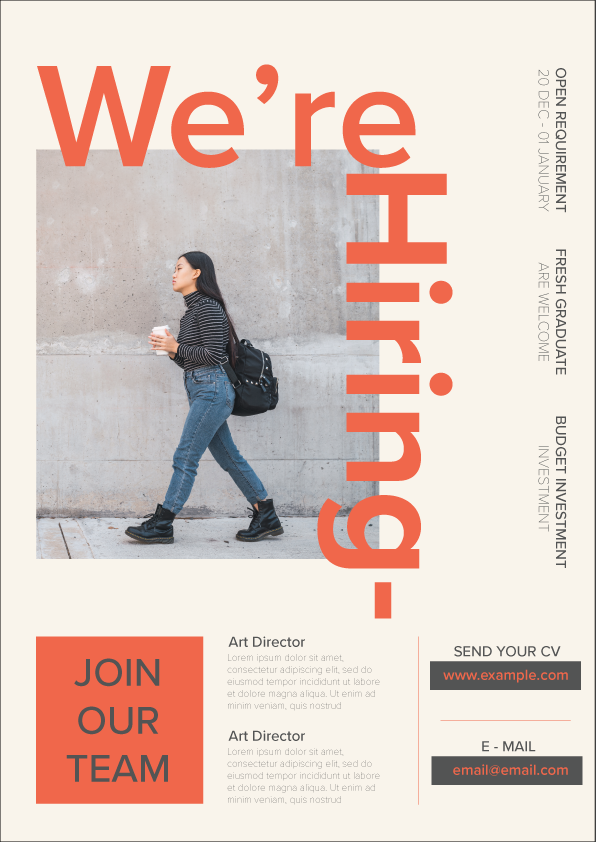 We’re
Hiring-
OPEN REQUIREMENT
20 DEC - 01 JANUARY
FRESH GRADUATE
ARE WELCOME
BUDGET INVESTMENT
INVESTMENT
JOIN
OUR
TEAM
Art Director
Lorem ipsum dolor sit amet,
consectetur adipiscing elit, sed do
eiusmod tempor incididunt ut labore
et dolore magna aliqua. Ut enim ad
minim veniam, quis nostrud
Art Director
Lorem ipsum dolor sit amet,
consectetur adipiscing elit, sed do
eiusmod tempor incididunt ut labore
et dolore magna aliqua. Ut enim ad
minim veniam, quis nostrud
SEND YOUR CV
www.example.com
E - MAIL
email@email.com